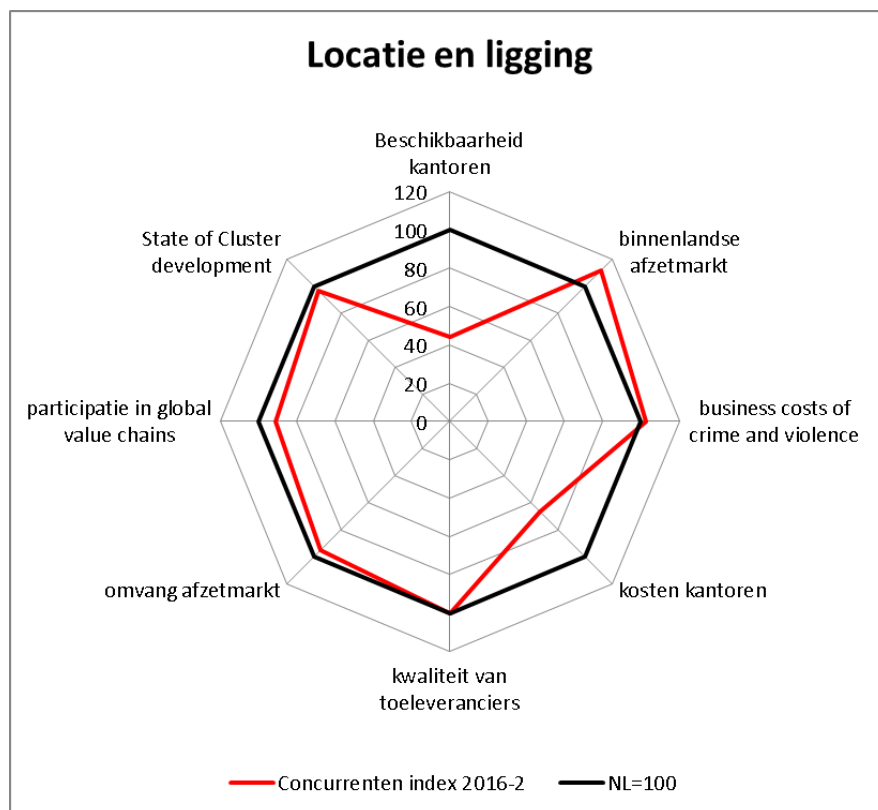 Locatie en ligging
Beschikbaarheid
kantoren
120
100
80
60
40
20
0
binnenlandse
afzetmarkt
business costs of
crime and violence
kosten kantoren
kwaliteit van
toeleveranciers
omvang afzetmarkt
participatie in global
value chains
State of Cluster
development
Concurrenten index 2016-2
NL=100